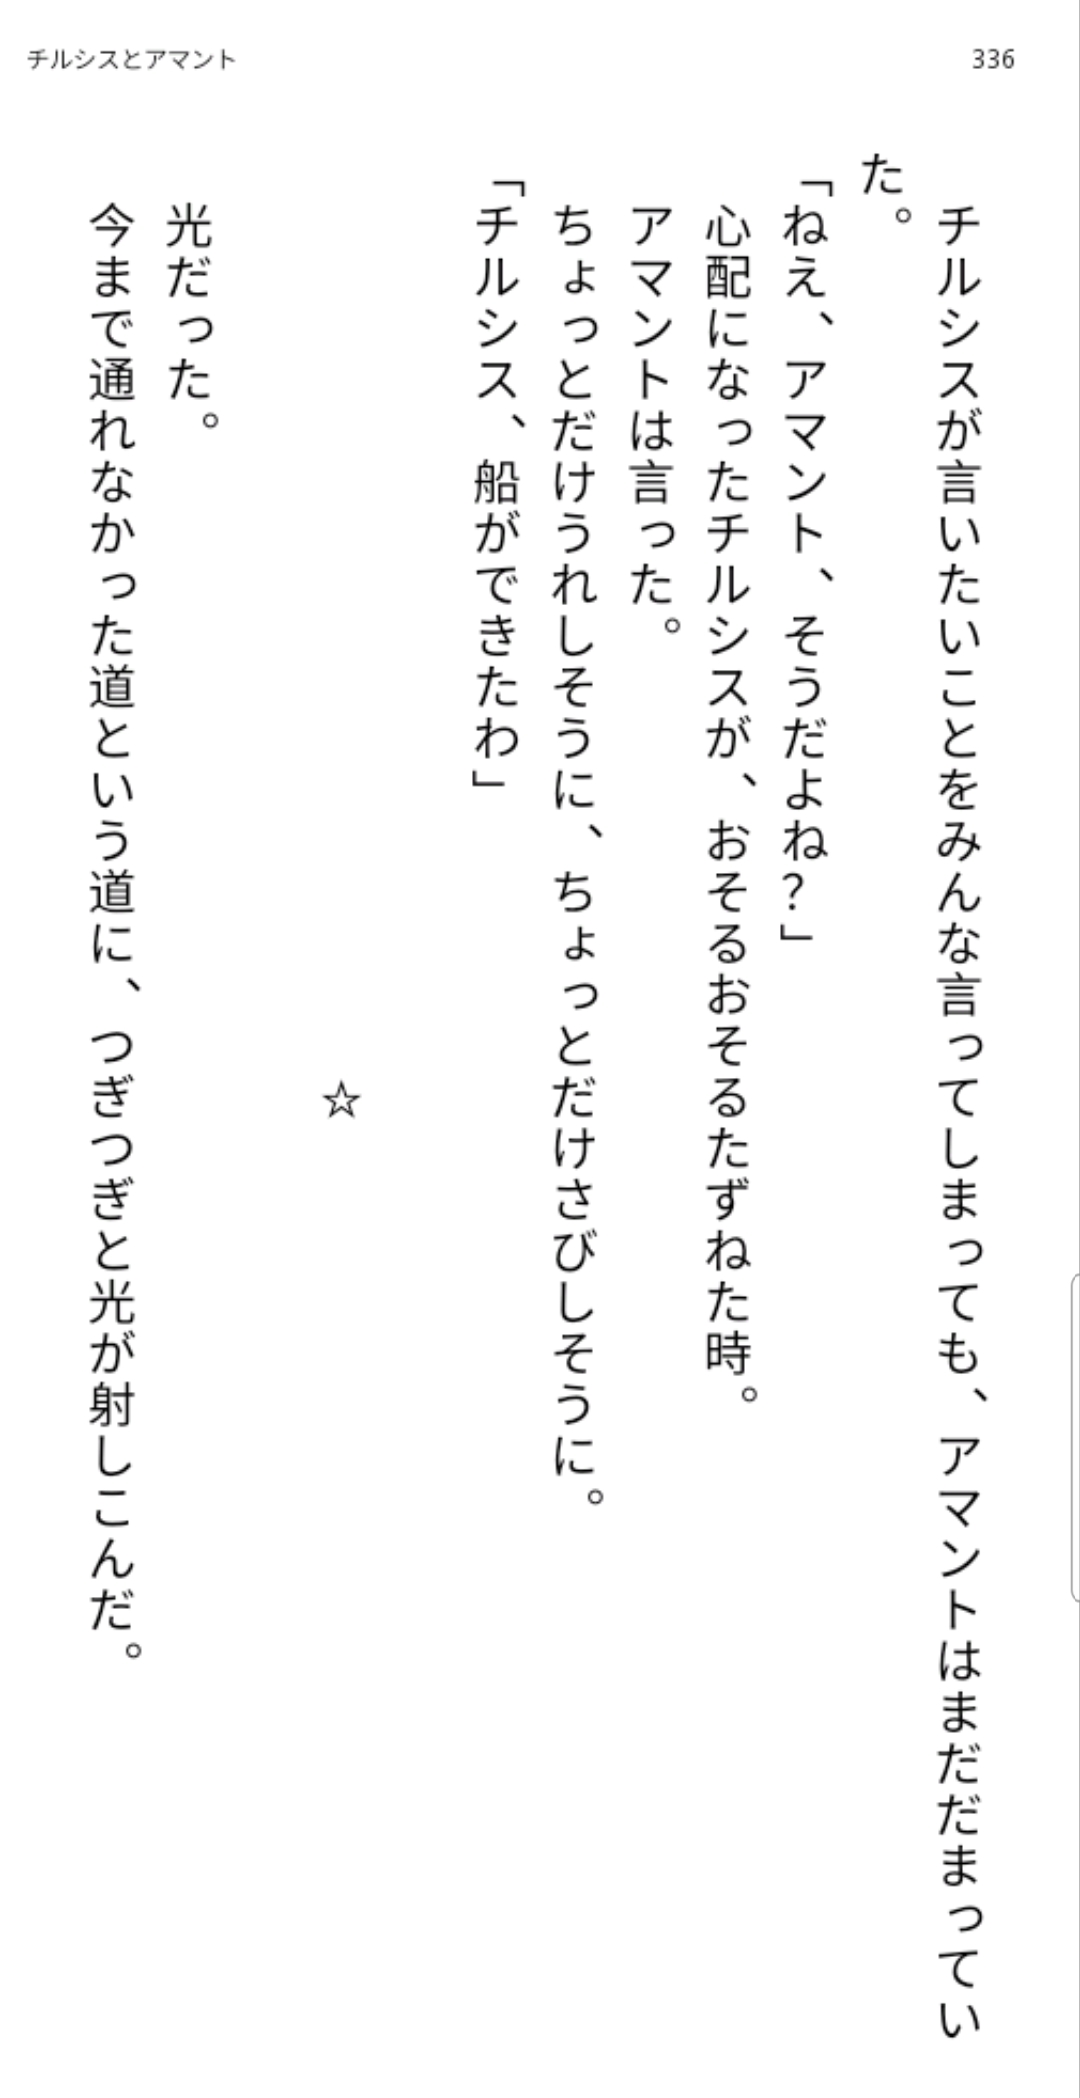 チルシスとアマント
336
チルシスが言いたいことをみんな言ってしまっても、アマントはまだだまってい
た。
「ねえ、アマント、そうだよね？」
心配になったチルシスが、おそるおそるたずねた時。
アマントは言った。
ちょっとだけうれしそうに、ちょっとだけさびしそうに。
「チルシス、船ができたわ」
☆
光だった。
今まで通れなかった道という道に、つぎつぎと光が射しこんだ。